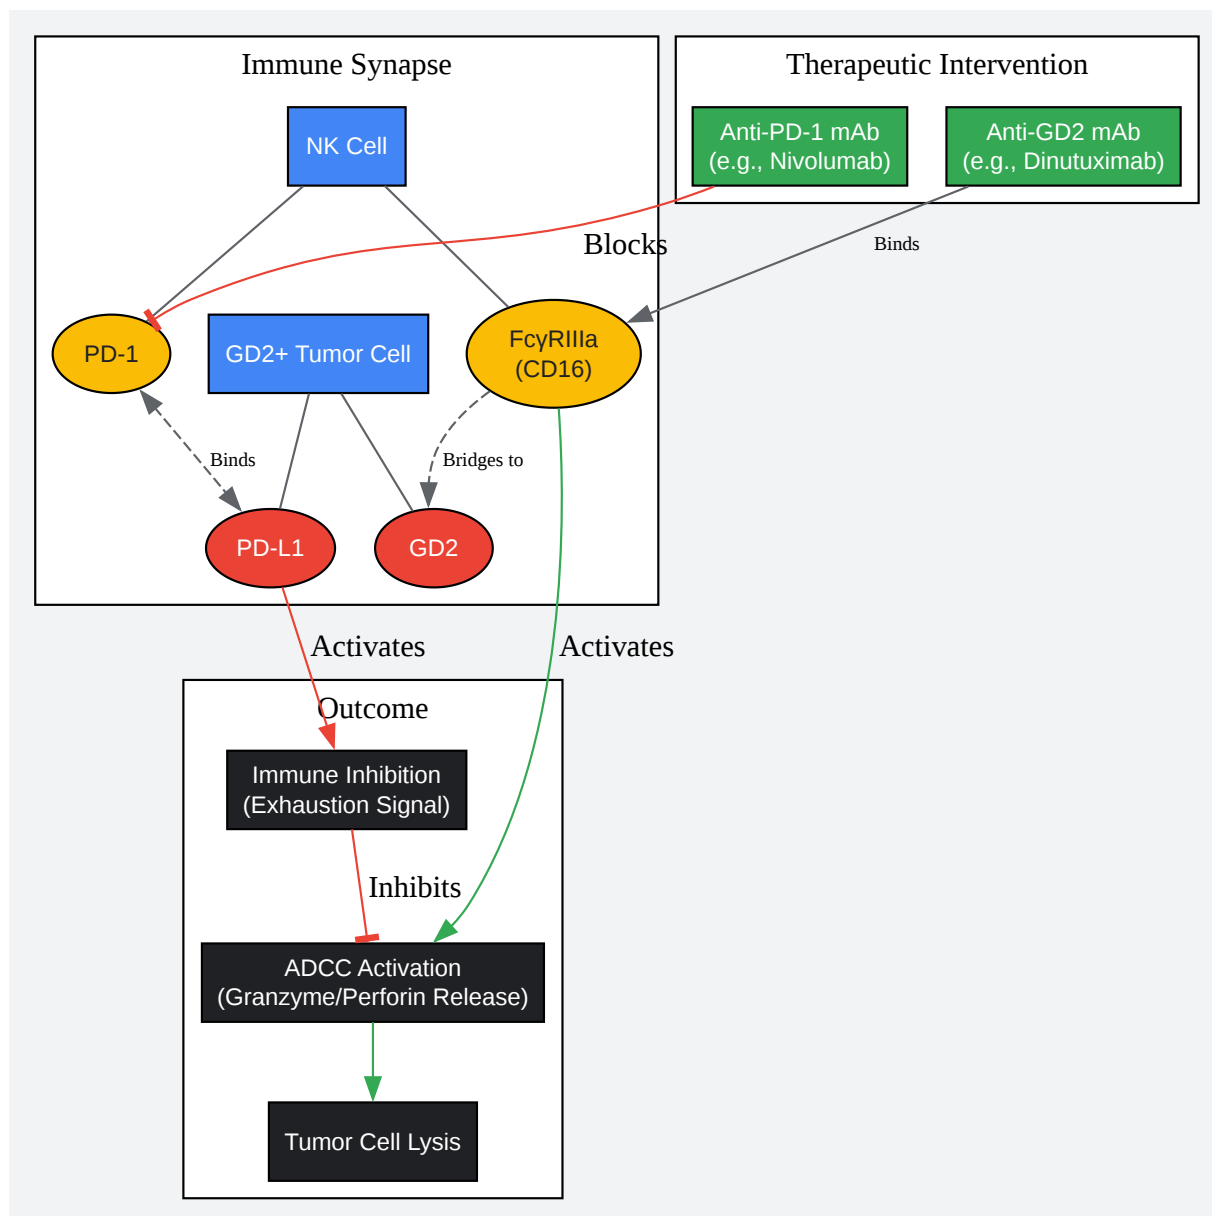 Immune Synapse
Therapeutic Intervention
NK Cell
Anti-PD-1 mAb
(e.g., Nivolumab)
Anti-GD2 mAb
(e.g., Dinutuximab)
Blocks
Binds
PD-1
GD2+ Tumor Cell
FcγRIIIa
(CD16)
Binds
Bridges to
PD-L1
GD2
Activates
Activates
Outcome
Immune Inhibition
(Exhaustion Signal)
Inhibits
ADCC Activation
(Granzyme/Perforin Release)
Tumor Cell Lysis